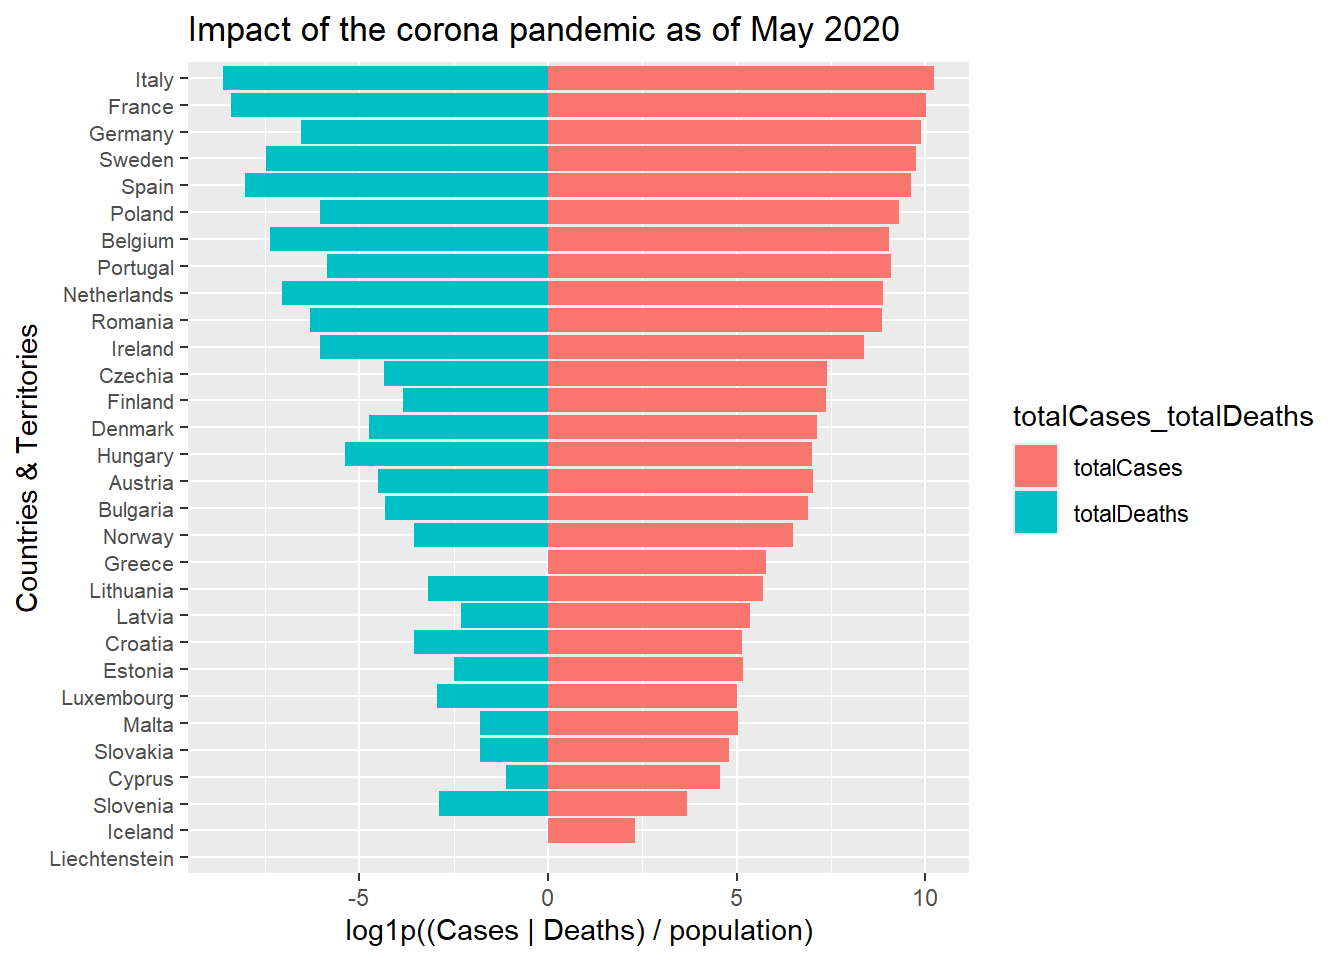 Impact of the corona pandemic as of May 2020
Countries & Territories
Italy
France
Germany
Sweden
Spain
Poland
Belgium
Portugal
Netherlands
Romania
Ireland
Czechia
Finland
Denmark
Hungary
Austria
Bulgaria
Norway
Greece
Lithuania
Latvia
Croatia
Estonia
Luxembourg
Malta
Slovakia
Cyprus
Slovenia
Iceland
Liechtenstein
-5 0 5 10
log1p((Cases | Deaths) / population)
totalCases_totalDeaths
totalCases
totalDeaths